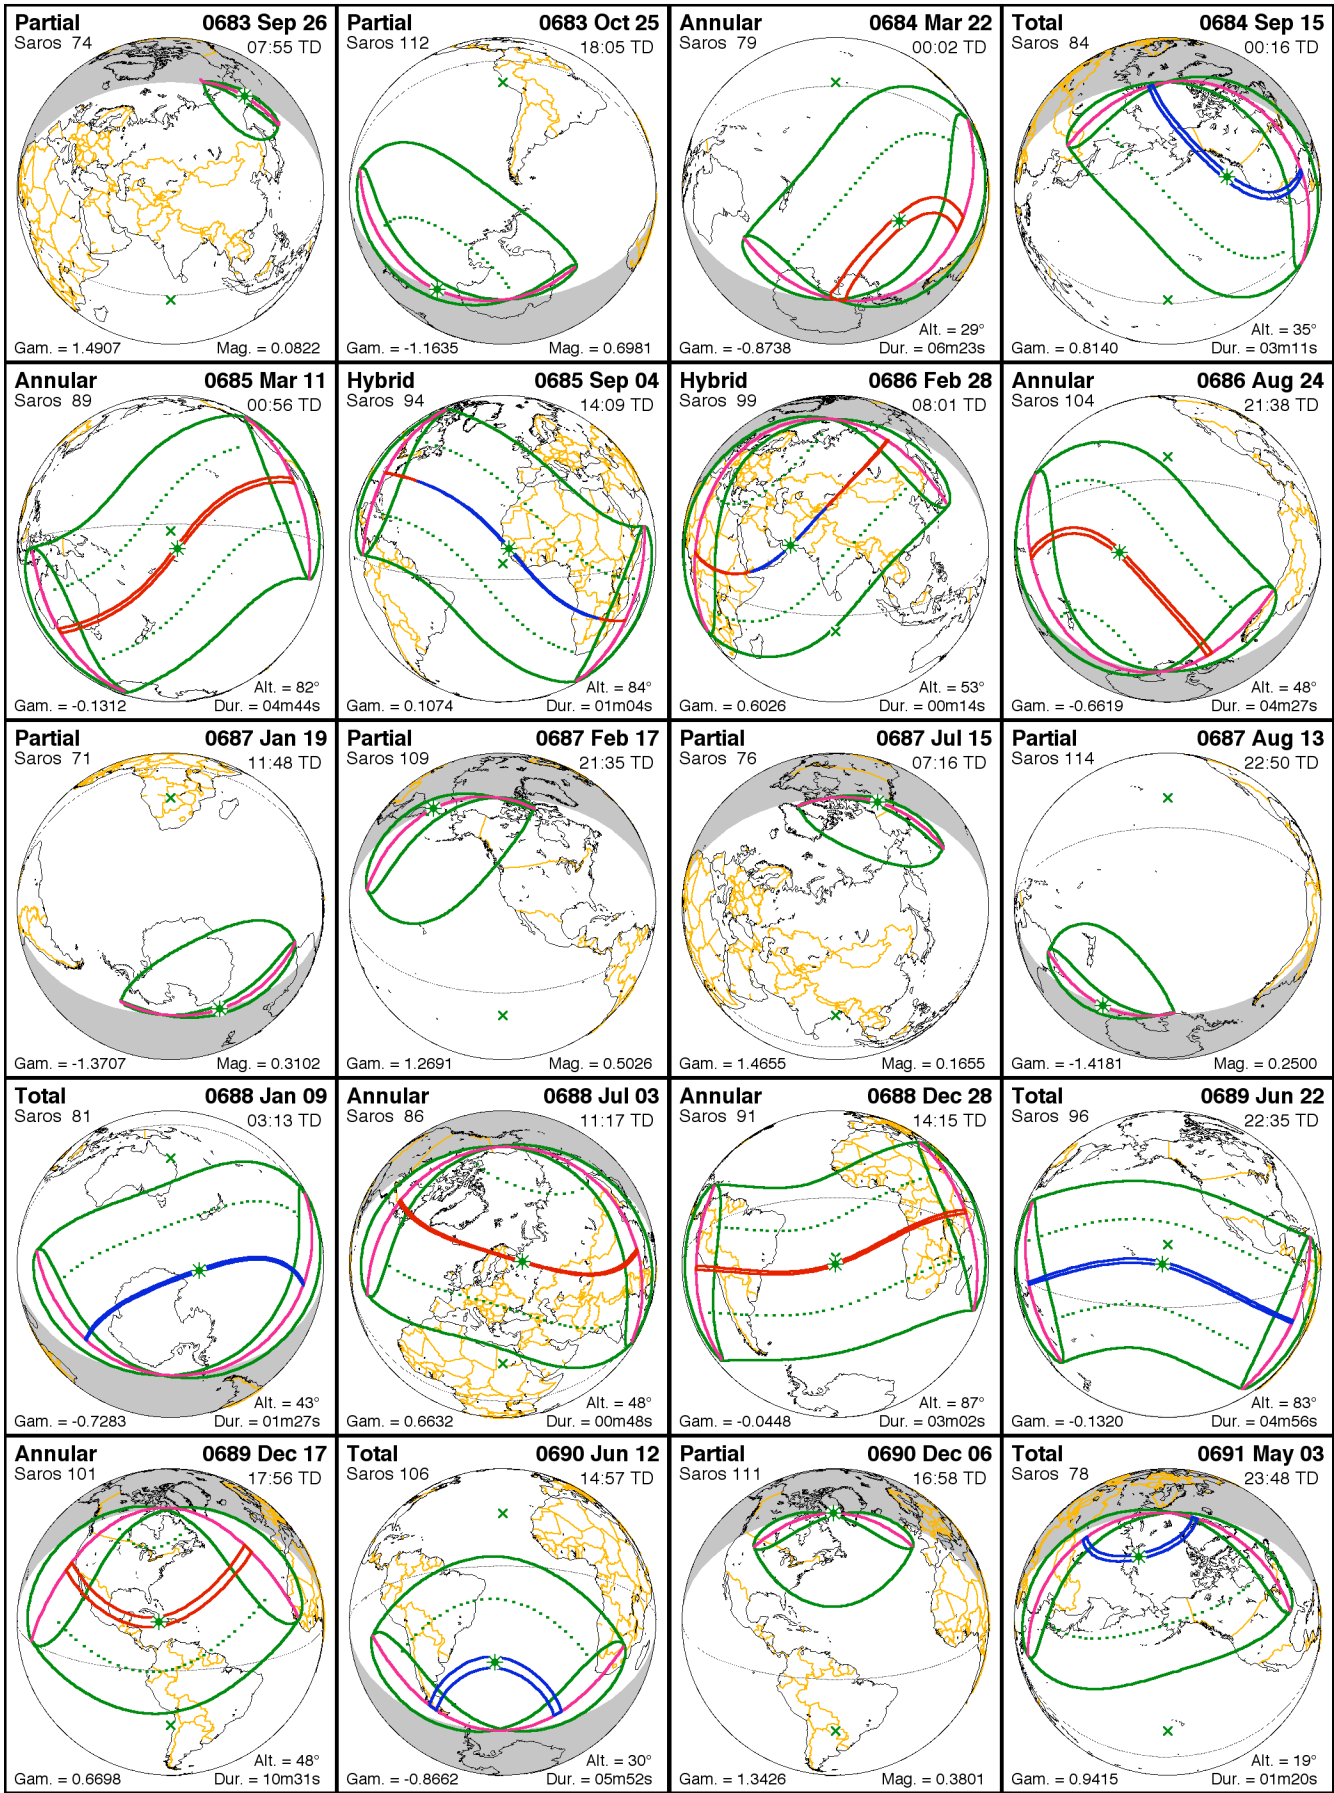 Partial 0683 Sep 26
Saros 74 07:55 TD
Gam. = 1.4907 Mag. = 0.0822
Partial 0683 Oct 25
Saros 112 18:05 TD
Gam. = -1.1635 Mag. = 0.6981
Annular 0684 Mar 22
Saros 79 00:02 TD
Alt. = 29°
Gam. = -0.8738 Dur. = 06m23s
Total 0684 Sep 15
Saros 84 00:16 TD
Alt. = 35°
Gam. = 0.8140 Dur. = 03m11s
Annular 0685 Mar 11
Saros 89 00:56 TD
Alt. = 82°
Gam. = -0.1312 Dur. = 04m44s
Hybrid 0685 Sep 04
Saros 94 14:09 TD
Alt. = 84°
Gam. = 0.1074 Dur. = 01m04s
Hybrid 0686 Feb 28
Saros 99 08:01 TD
Alt. = 53°
Gam. = 0.6026 Dur. = 00m14s
Annular 0686 Aug 24
Saros 104 21:38 TD
Alt. = 48°
Gam. = -0.6619 Dur. = 04m27s
Partial 0687 Jan 19
Saros 71 11:48 TD
Gam. = -1.3707 Mag. = 0.3102
Partial 0687 Feb 17
Saros 109 21:35 TD
Gam. = 1.2691 Mag. = 0.5026
Partial 0687 Jul 15
Saros 76 07:16 TD
Gam. = 1.4655 Mag. = 0.1655
Partial 0687 Aug 13
Saros 114 22:50 TD
Gam. = -1.4181 Mag. = 0.2500
Total 0688 Jan 09
Saros 81 03:13 TD
Alt. = 43°
Gam. = -0.7283 Dur. = 01m27s
Annular 0688 Jul 03
Saros 86 11:17 TD
Alt. = 48°
Gam. = 0.6632 Dur. = 00m48s
Annular 0688 Dec 28
Saros 91 14:15 TD
Alt. = 87°
Gam. = -0.0448 Dur. = 03m02s
Total 0689 Jun 22
Saros 96 22:35 TD
Alt. = 83°
Gam. = -0.1320 Dur. = 04m56s
Annular 0689 Dec 17
Saros 101 17:56 TD
Alt. = 48°
Gam. = 0.6698 Dur. = 10m31s
Total 0690 Jun 12
Saros 106 14:57 TD
Alt. = 30°
Gam. = -0.8662 Dur. = 05m52s
Partial 0690 Dec 06
Saros 111 16:58 TD
Gam. = 1.3426 Mag. = 0.3801
Total 0691 May 03
Saros 78 23:48 TD
Alt. = 19°
Gam. = 0.9415 Dur. = 01m20s